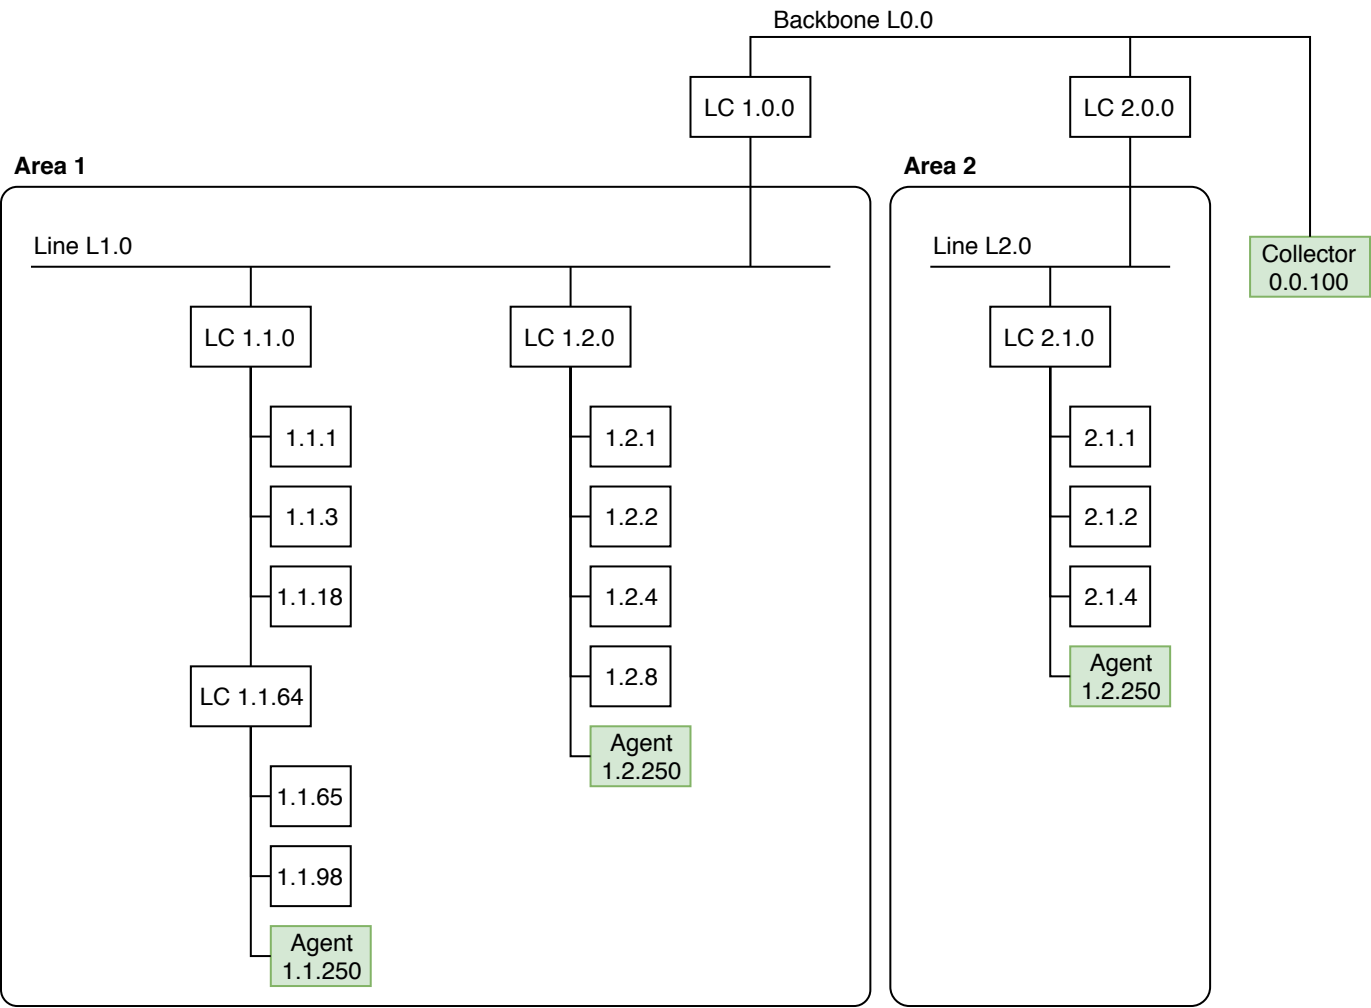 Backbone L0.0
LC 1.0.0
LC 2.0.0
Area 1
Area 2
Line L1.0
Line L2.0
Collector
0.0.100
LC 1.1.0
LC 1.2.0
LC 2.1.0
1.1.1
1.2.1
2.1.1
1.1.3
1.2.2
2.1.2
1.1.18
1.2.4
2.1.4
LC 1.1.64
1.2.8
Agent
1.2.250
Agent
1.2.250
1.1.65
1.1.98
Agent
1.1.250